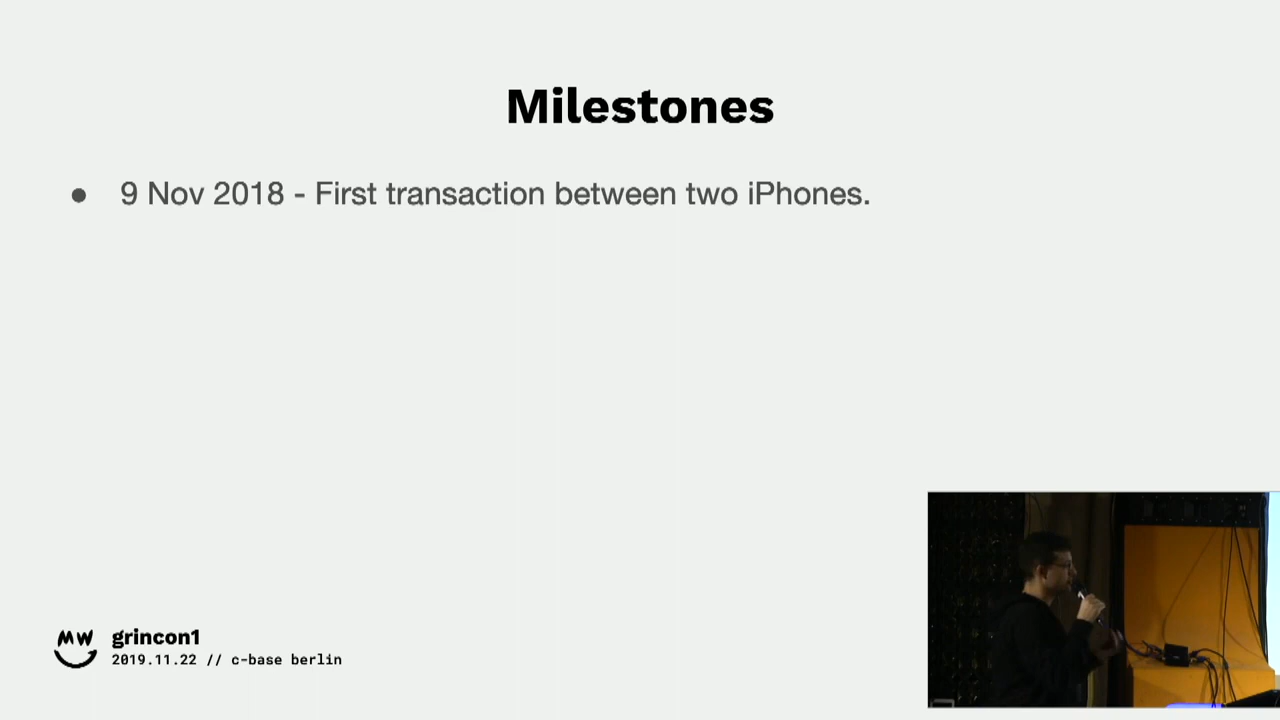 Milestones
● 9 Nov 2018 - First transaction between two iPhones.
MW grincon1
2019.11.22 // c-base berlin